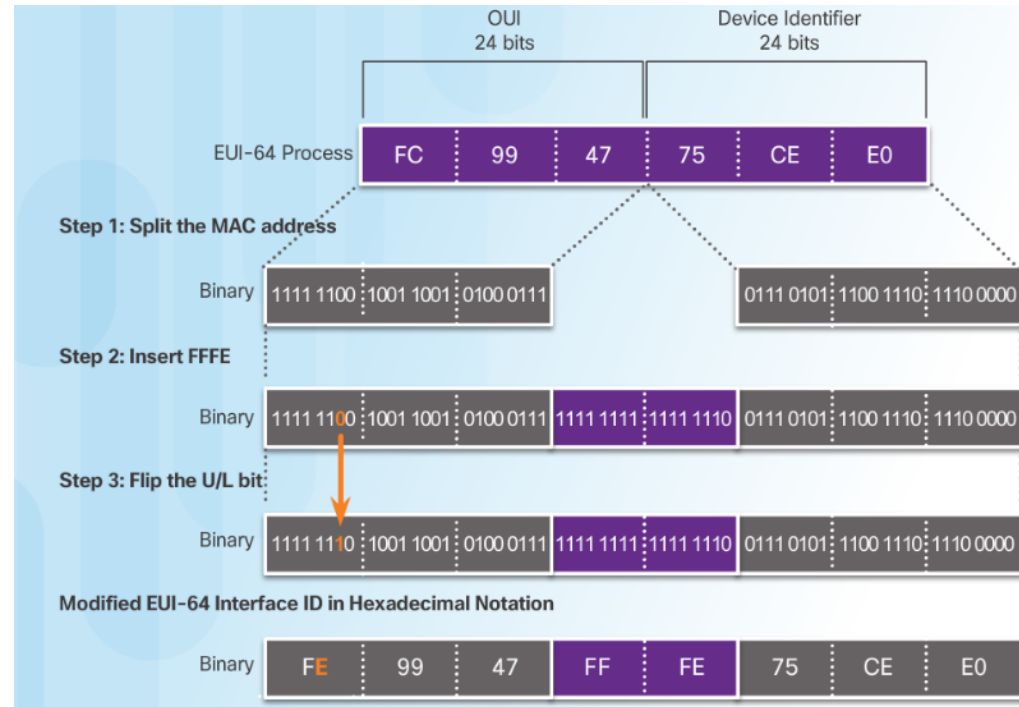 OUI Device Identifier
24 bits 24 bits
EUI-64 Process FC 99 47 75 CE E0
Step 1: Split the MAC address
Binary 1111 1100 1001 1001 0100 0111 0111 0101 1100 1110 1110 0000
Step 2: Insert FFFE
Binary 1111 1100 1001 1001 0100 0111 1111 1111 1111 1110 0111 0101 1100 1110 1110 0000
Step 3: Flip the U/L bit
Binary 1111 1110 1001 1001 0100 0111 1111 1111 1111 1110 0111 0101 1100 1110 1110 0000
Modified EUI-64 Interface ID in Hexadecimal Notation
Binary FE 99 47 FF FE 75 CE E0